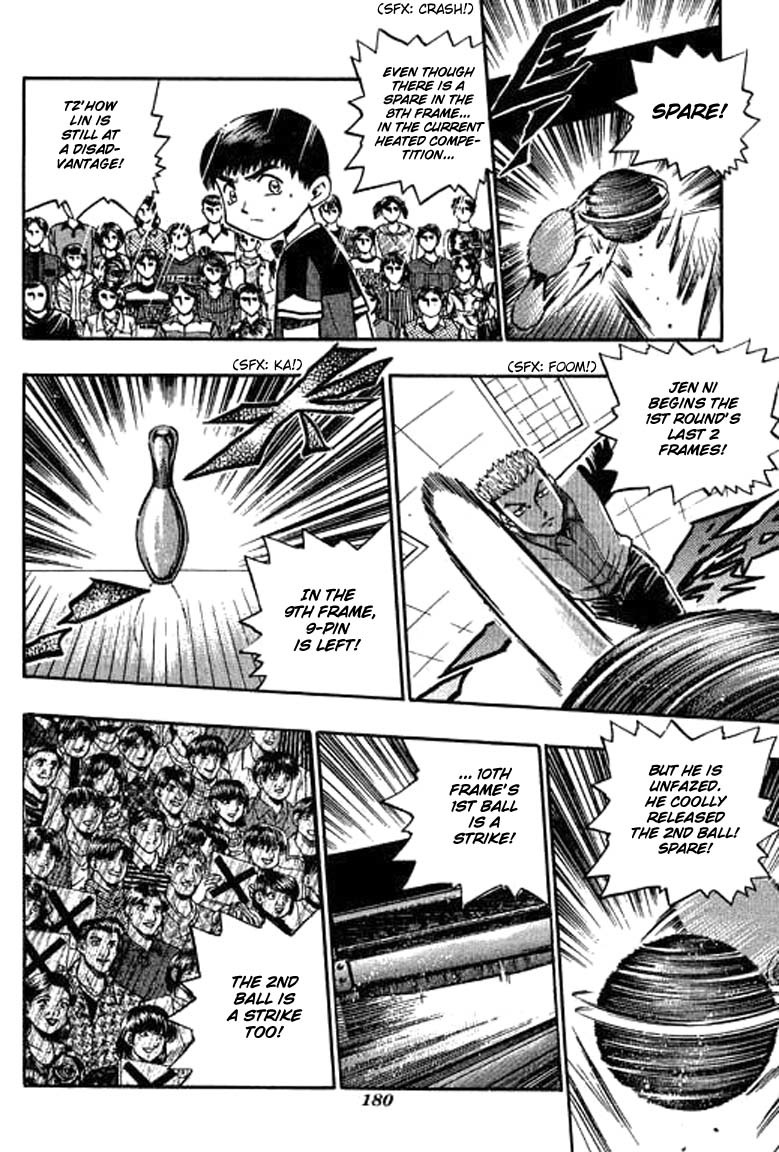 (SFX: CRASH!)
SPARE!
EVEN THOUGH
THERE IS A
SPARE IN THE
8TH FRAME...
IN THE CURRENT
HEATED COMPE-
TITION...
TZ'HOW
LIN IS
STILL AT
A DISAD-
VANTAGE!
(SFX: FOOM!)
JEN NI
BEGINS THE
1ST ROUND'S
LAST 2
FRAMES!
(SFX: KA!)
IN THE
9TH FRAME,
9-PIN
IS LEFT!
BUT HE IS
UNFAZED.
HE COOLLY
RELEASED
THE 2ND BALL!
SPARE!
... 10TH
FRAME'S
1ST BALL
IS A
STRIKE!
THE 2ND
BALL IS
A STRIKE
TOO!
180